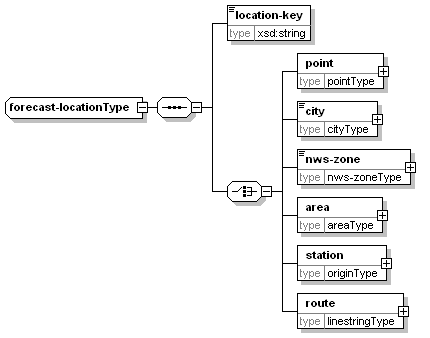 location-key
type xsd:string
forecast-locationType
point
type pointType
city
type cityType
nws-zone
type nws-zoneType
area
type areaType
station
type originType
route
type linestringType